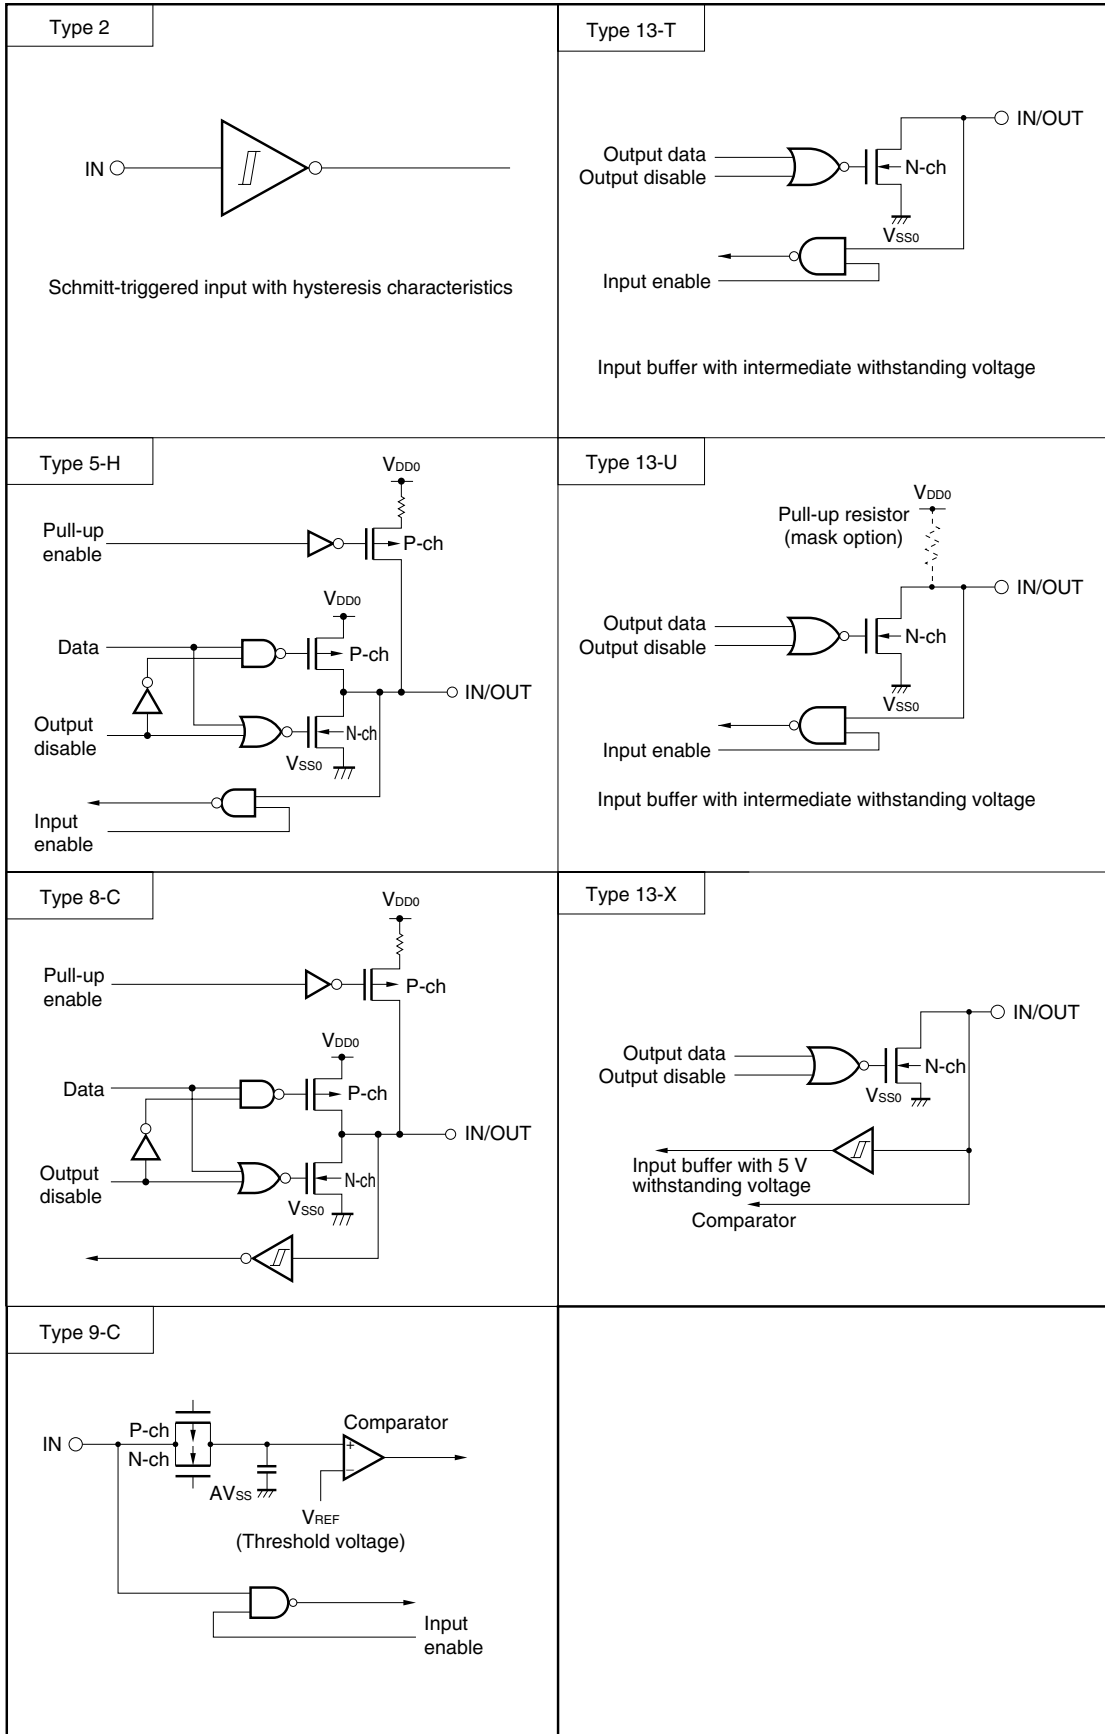 Type 2
IN
Schmitt-triggered input with hysteresis characteristics
Type 13-T
IN/OUT
Output data
Output disable
N-ch
VSS0
Input enable
Input buffer with intermediate withstanding voltage
Type 5-H
VDD0
Pull-up
enable
P-ch
VDD0
Data
P-ch
IN/OUT
Output
disable
N-ch
VSS0
Input
enable
Type 13-U
VDD0
Pull-up resistor
(mask option)
IN/OUT
Output data
Output disable
N-ch
VSS0
Input enable
Input buffer with intermediate withstanding voltage
Type 8-C
VDD0
Pull-up
enable
P-ch
VDD0
Data
P-ch
IN/OUT
Output
disable
N-ch
VSS0
Type 13-X
IN/OUT
Output data
Output disable
N-ch
VSS0
Input buffer with 5 V
withstanding voltage
Comparator
Type 9-C
Comparator
P-ch
IN
N-ch
+
−
AVSS
VREF
(Threshold voltage)
Input
enable